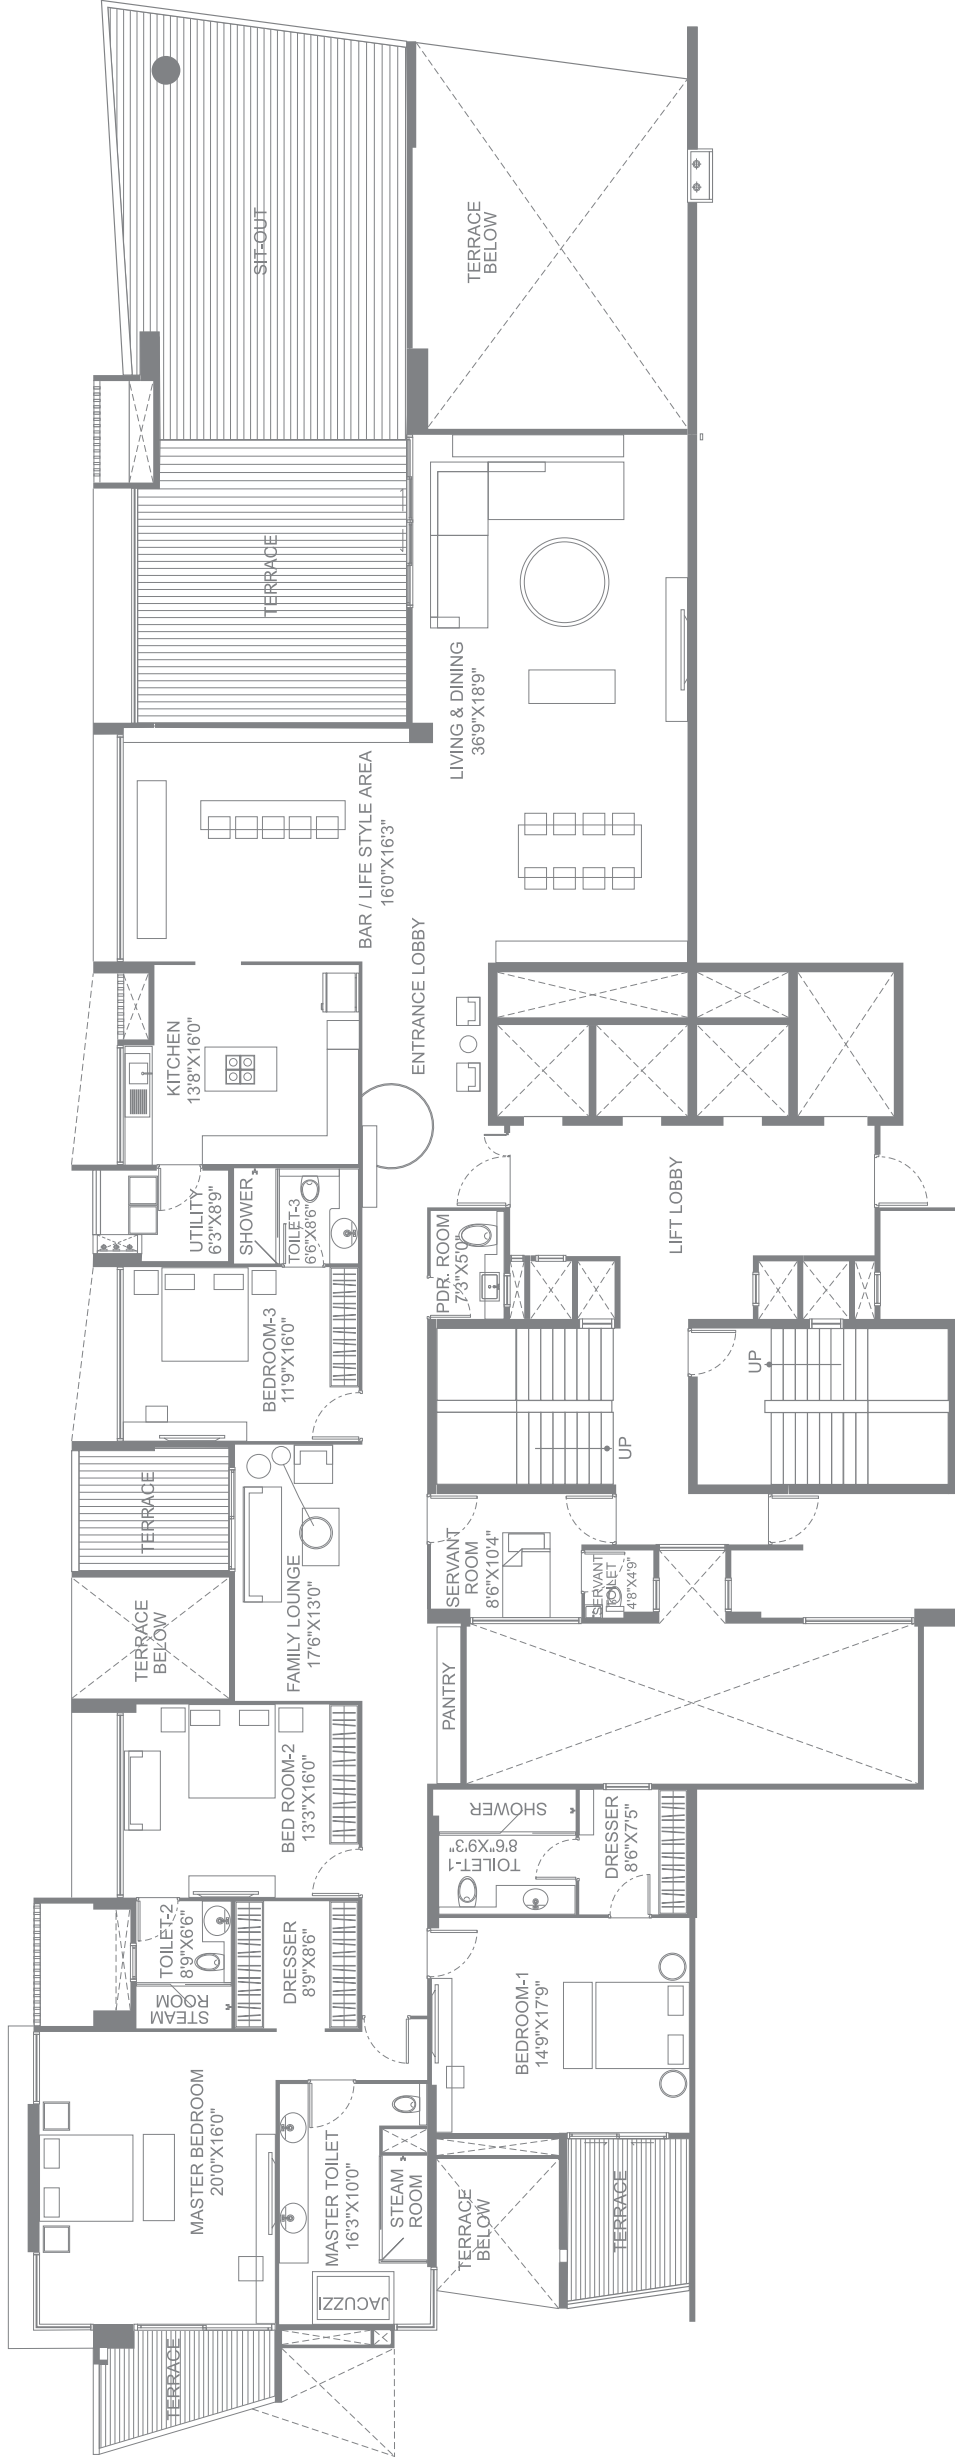 SIT-OUT
TERRACE
BELOW
TERRACE
LIVING & DINING
36'9"X18'9"
BAR / LIFE STYLE AREA
16'0"X16'3"
ENTRANCE LOBBY
KITCHEN
13'8"X16'0"
UTILITY
6'3"X8'9"
SHOWER
TOILET-3
6'6"X8'6"
PDR. ROOM
7'3"X5'0"
LIFT LOBBY
BEDROOM-3
11'9"X16'0"
UP
UP
TERRACE
FAMILY LOUNGE
17'6"X13'0"
SERVANT
ROOM
8'6"X10'4"
SERVANT
TOILET
4'8"X4'9"
TERRACE
BELOW
PANTRY
BED ROOM-2
13'3"X16'0"
SHOWER
TOILET-1
8'6"X9'3"
DRESSER
8'6"X7'5"
TOILET-2
8'9"X6'6"
STEAM
ROOM
DRESSER
8'9"X8'6"
BEDROOM-1
14'9"X17'9"
MASTER BEDROOM
20'0"X16'0"
MASTER TOILET
16'3"X10'0"
STEAM
ROOM
JACUZZI
TERRACE
BELOW
TERRACE
TERRACE